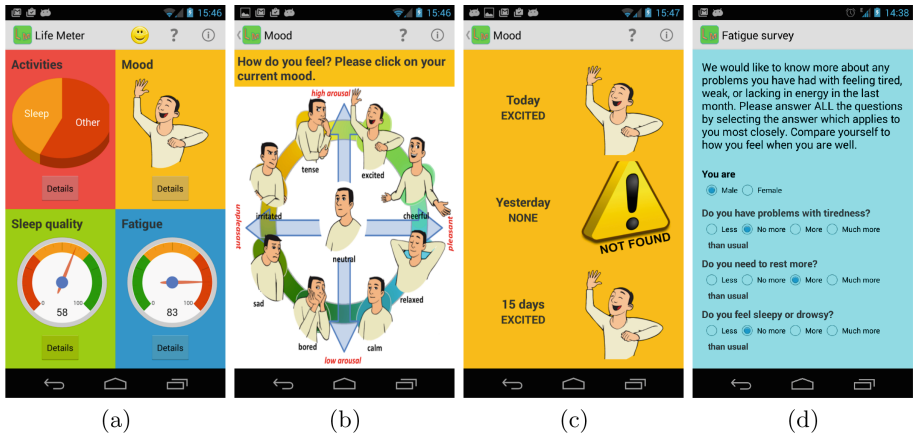 15:46
Life Meter
?
Activities
Mood
Sleep
Other
Details
Details
Sleep quality
Fatigue
0
100
58
0
100
83
Details
Details
(a)
15:46
Mood
?
How do you feel? Please click on your
current mood.
high arousal
tense
excited
irritated
cheerful
unpleasant
pleasant
neutral
sad
relaxed
bored
calm
low arousal
(b)
15:47
Mood
?
Today
EXCITED
Yesterday
NONE
NOT FOUND
15 days
EXCITED
(c)
14:38
Fatigue survey
We would like to know more about any
problems you have had with feeling tired,
weak, or lacking in energy in the last
month. Please answer ALL the questions
by selecting the answer which applies to
you most closely. Compare yourself to
how you feel when you are well.
You are
Male Female
Do you have problems with tiredness?
Less No more More Much more
than usual
Do you need to rest more?
Less No more More Much more
than usual
Do you feel sleepy or drowsy?
Less No more More Much more
than usual
(d)